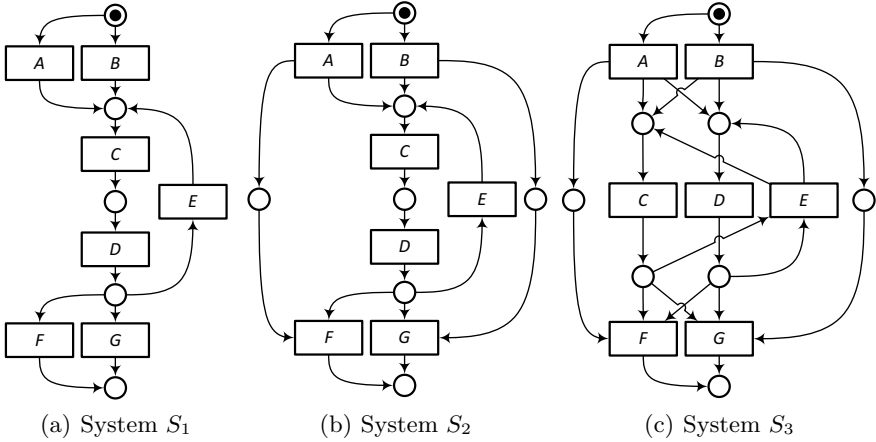 A B
C
E
D
F G
(a) System S1
A B
C
E
D
F G
(b) System S2
A B
C D E
F G
(c) System S3